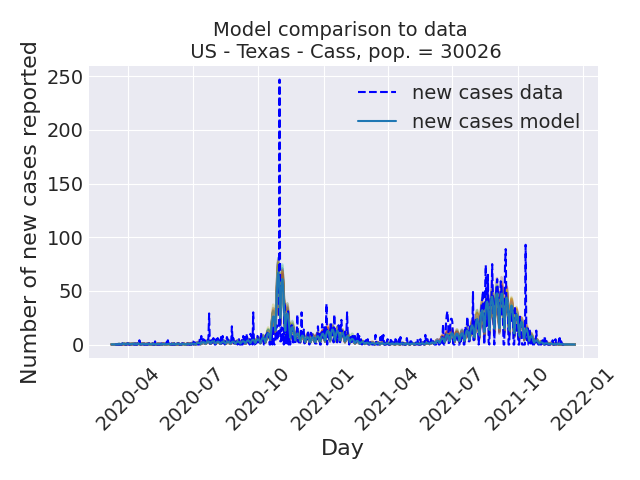 Model comparison to data
US - Texas - Cass, pop. = 30026
Number of new cases reported
250
200
150
100
50
0
new cases data
new cases model
2020-04
2020-07
2020-10
2021-01
2021-04
2021-07
2021-10
2022-01
Day